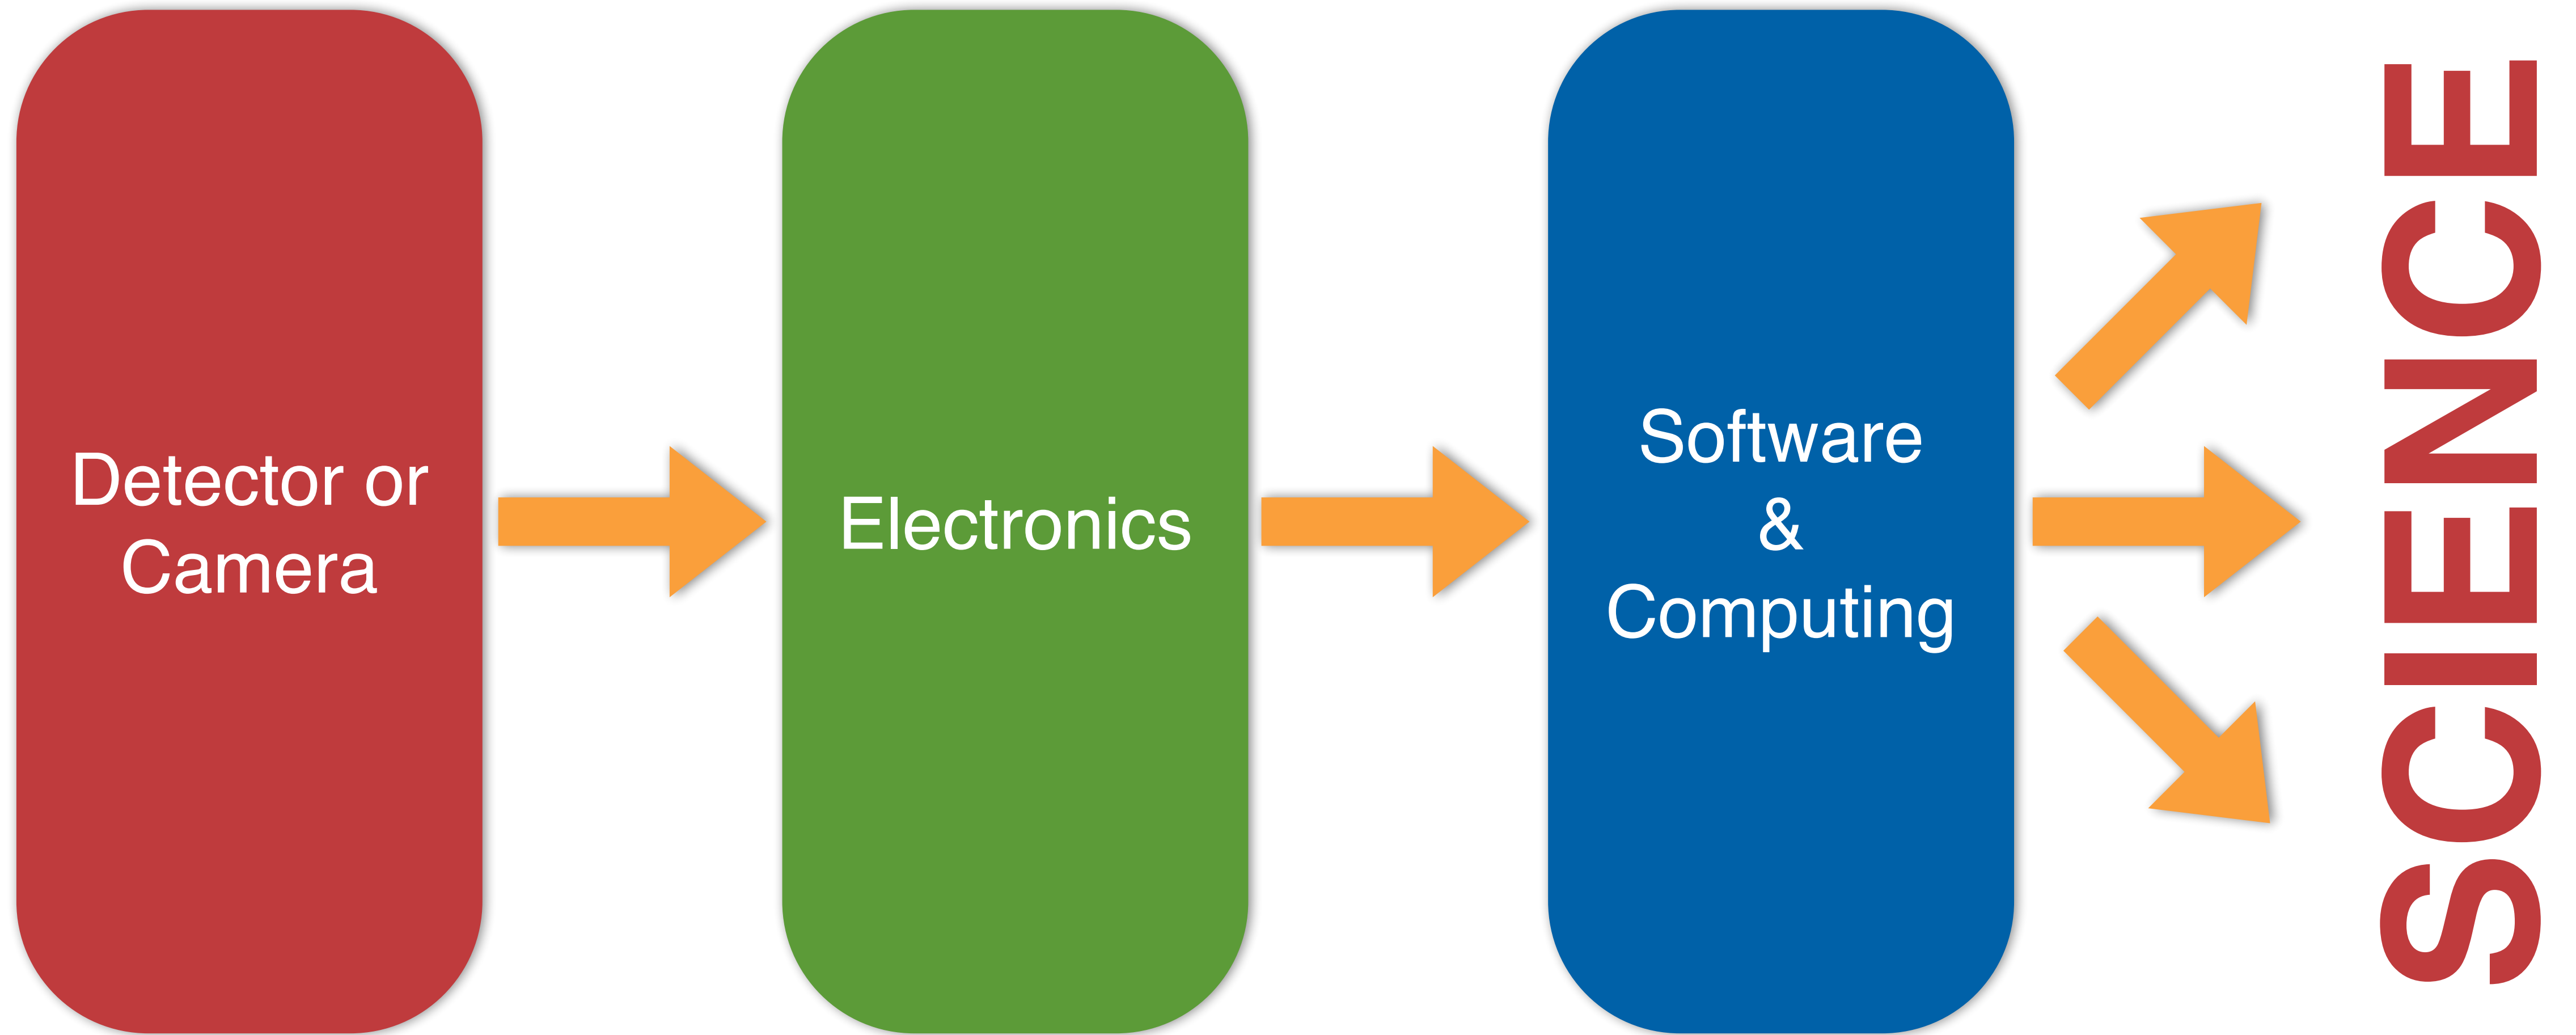 Detector or
Camera
Electronics
Software
&
Computing
SCIENCE